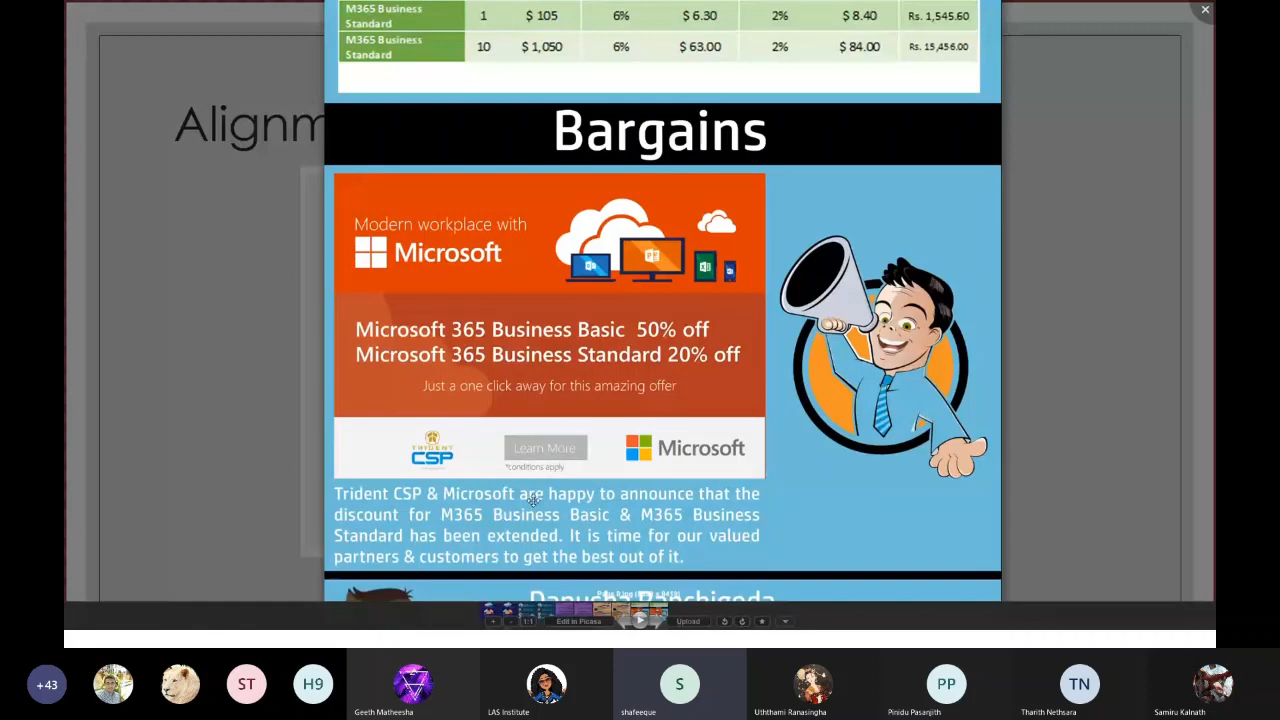 M365 Business
Standard
1
$ 105
6%
$ 6.30
2%
$ 8.40
Rs. 1,545.60
M365 Business
Standard
10
$ 1,050
6%
$ 63.00
2%
$ 84.00
Rs. 15,456.00
Alignm
Bargains
Modern workplace with
Microsoft
Microsoft 365 Business Basic 50% off
Microsoft 365 Business Standard 20% off
Just a one click away for this amazing offer
TRIDENT
CSP
Learn More
*conditions apply
Microsoft
Trident CSP & Microsoft are happy to announce that the
discount for M365 Business Basic & M365 Business
Standard has been extended. It is time for our valued
partners & customers to get the best out of it.
1:1
Edit in Picasa
Upload
+43
ST
H9
S
PP
TN
Geeth Matheesha
LAS Institute
shafeeque
Uththami Ranasingha
Pinidu Pasanjith
Tharith Nethsara
Samiru Kalnath